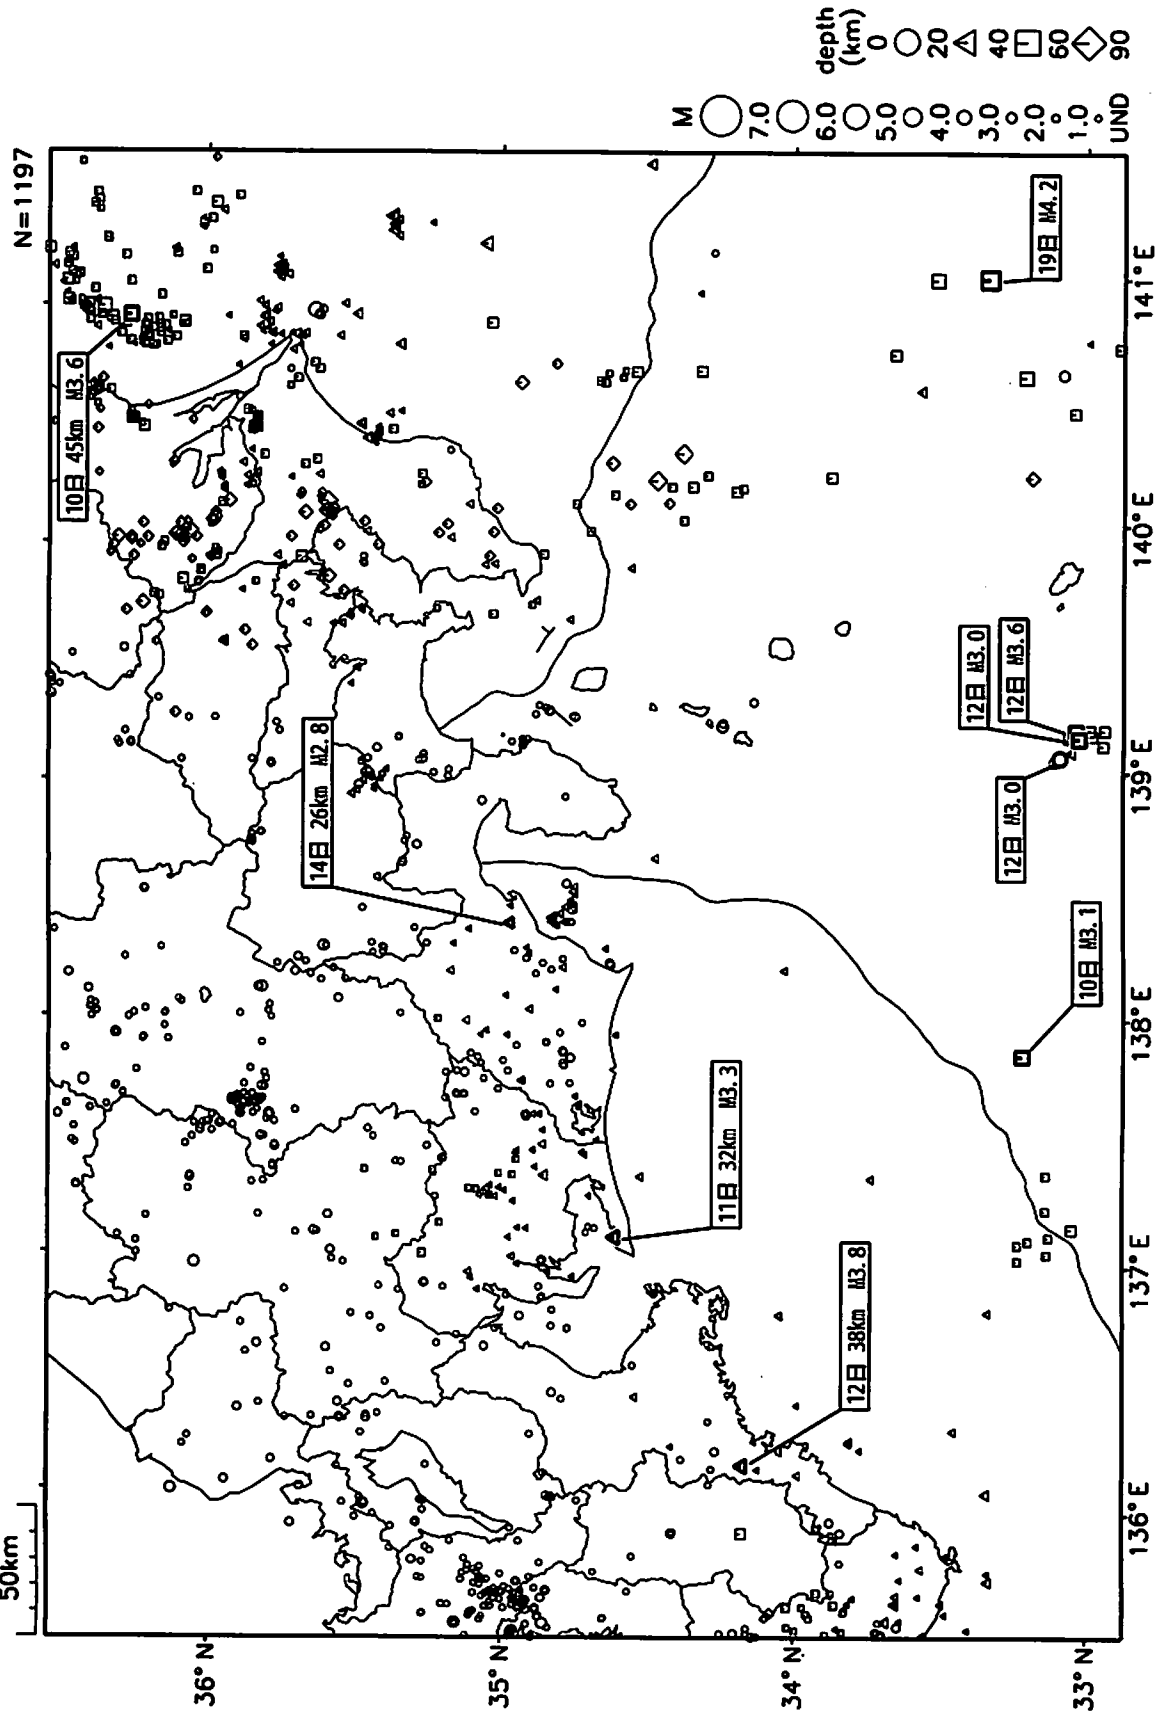 50km
N=1197
36°N
35°N
34°N
33°N
136°E
137°E
138°E
139°E
140°E
141°E
10日 45km M3.6
14日 26km M2.8
11日 32km M3.3
12日 38km M3.8
10日 M3.1
12日 M3.0
12日 M3.0
12日 M3.6
19日 M4.2
M
7.0
6.0
5.0
4.0
3.0
2.0
1.0
UND
depth
(km)
0
20
40
60
90